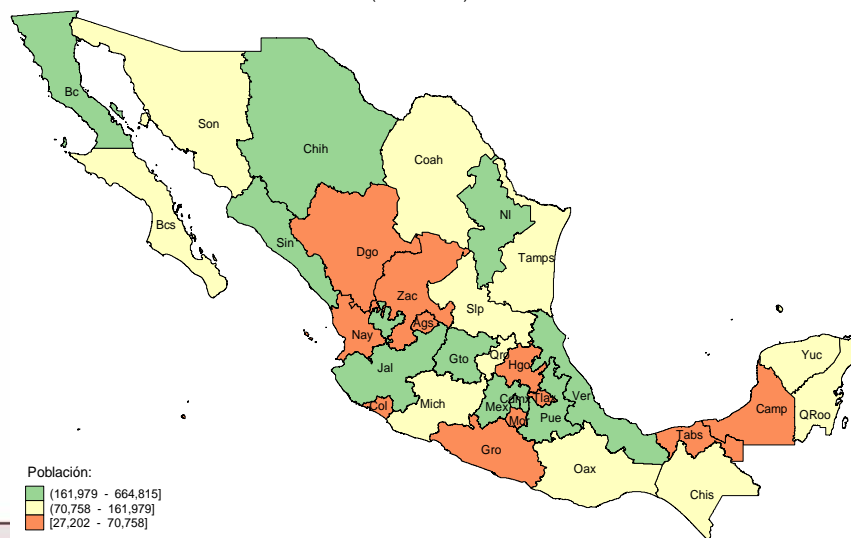 Bc
Son
Chih
Coah
Nl
Bcs
Sin
Dgo
Tamps
Zac
Slp
Ags
Nay
Jal
Gto
Qro
Hgo
Yuc
Col
Mich
Mex
Cdmx
Tlax
Ver
Camp
QRoo
Mor
Pue
Gro
Tabs
Oax
Chis
Población:
(161,979 - 664,815]
(70,758 - 161,979]
[27,202 - 70,758]